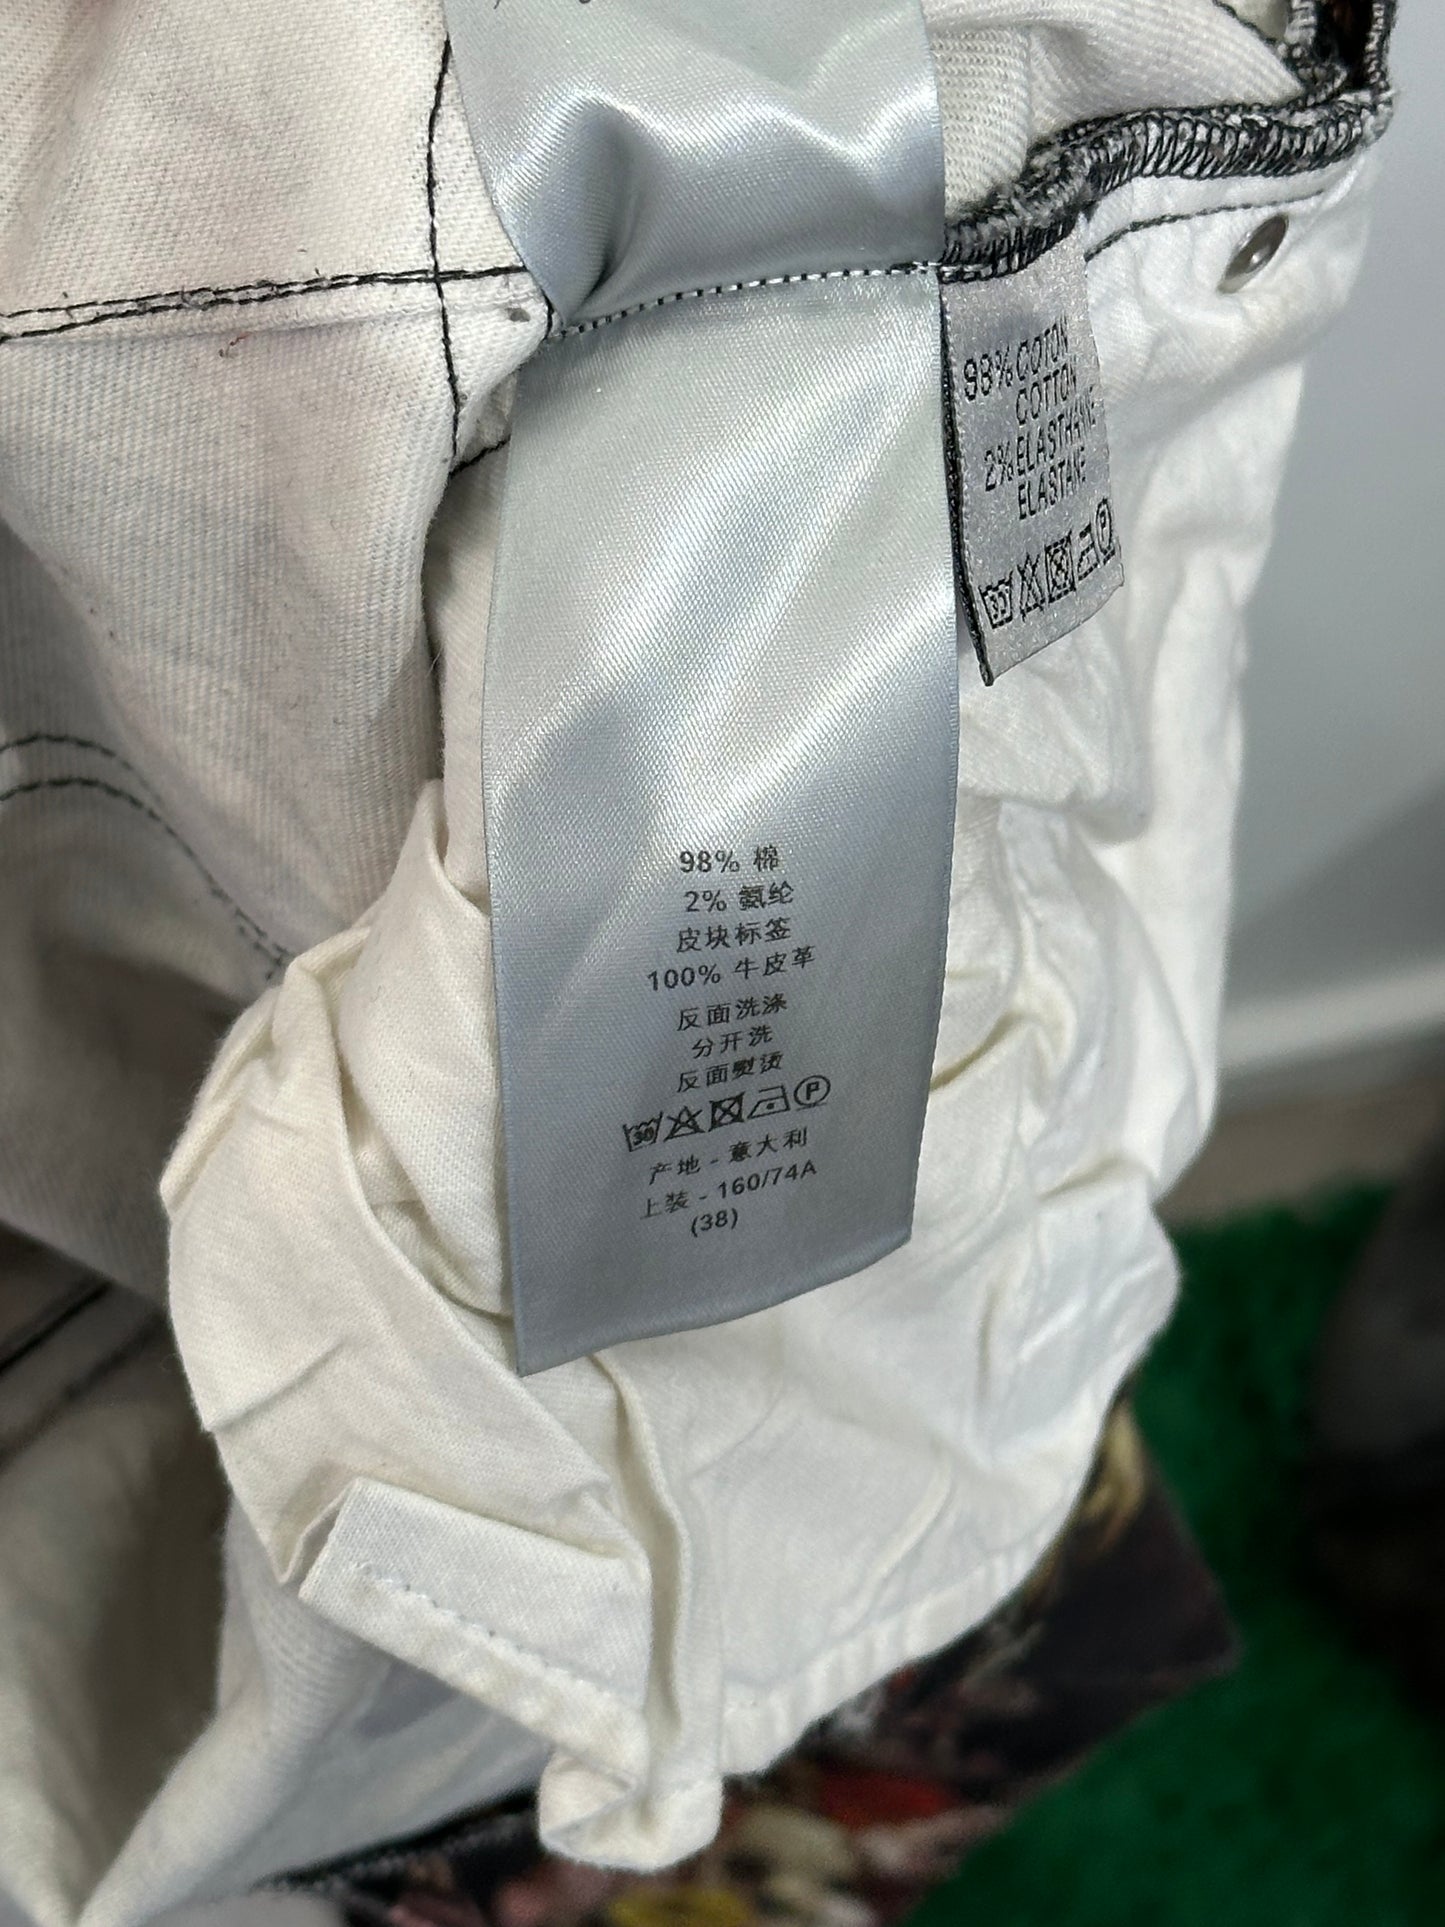 98% 棉
2% 氨纶
皮块标签
100% 牛皮革
反面洗涤
分开洗
反面熨烫
30 P
产地 - 意大利
上装 - 160/74A
(38)
98% COTON
COTTON
2% ELASTHANNE
ELASTANE
30 P